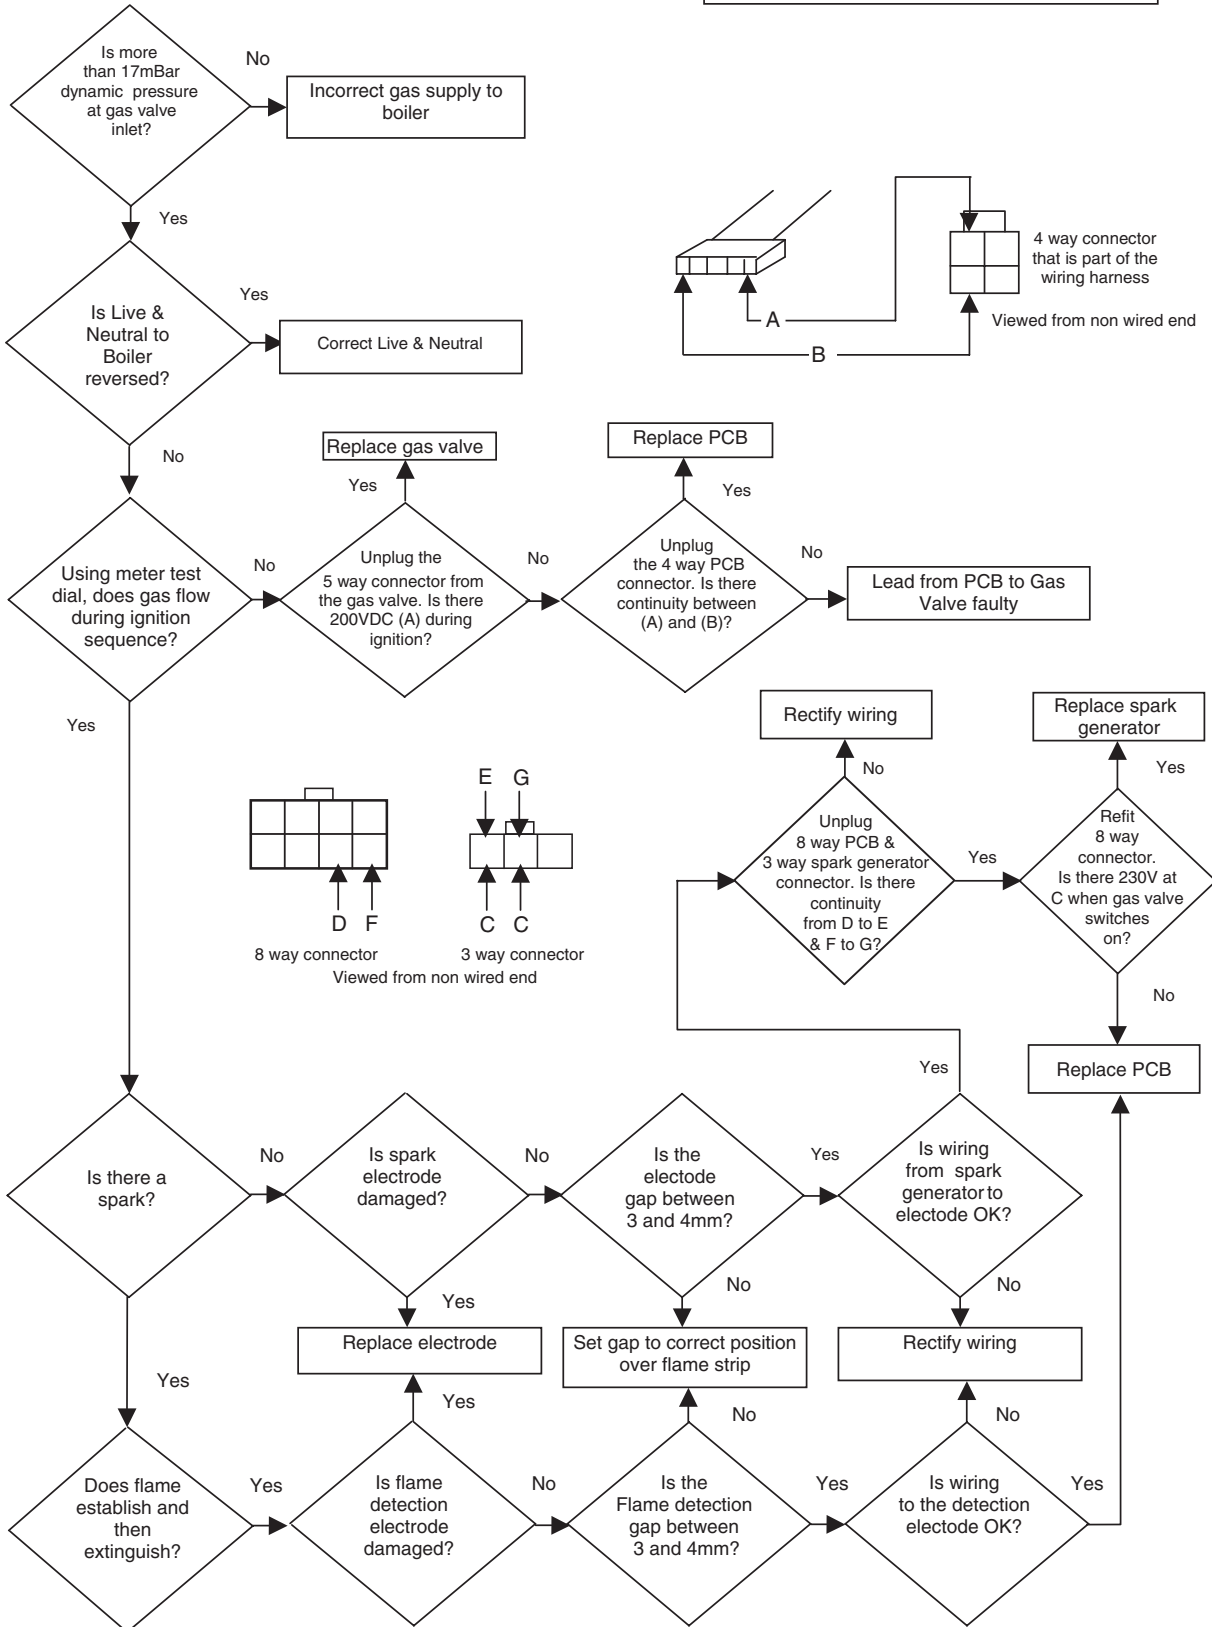 Is more
than 17mBar
dynamic pressure
at gas valve
inlet?
No
Incorrect gas supply to
boiler
Yes
Is Live &
Neutral to
Boiler
reversed?
Yes
Correct Live & Neutral
No
A
B
4 way connector
that is part of the
wiring harness
Viewed from non wired end
Using meter test
dial, does gas flow
during ignition
sequence?
No
Unplug the
5 way connector from
the gas valve. Is there
200VDC (A) during
ignition?
Yes
Replace gas valve
No
Unplug
the 4 way PCB
connector. Is there
continuity between
(A) and (B)?
Yes
Replace PCB
No
Lead from PCB to Gas
Valve faulty
Yes
E G
D F
C C
8 way connector
3 way connector
Viewed from non wired end
Rectify wiring
No
Unplug
8 way PCB &
3 way spark generator
connector. Is there
continuity
from D to E
& F to G?
Yes
Replace spark
generator
Yes
Refit
8 way
connector.
Is there 230V at
C when gas valve
switches
on?
No
Replace PCB
Is there a
spark?
No
Is spark
electrode
damaged?
No
Is the
electode
gap between
3 and 4mm?
Yes
Is wiring
from spark
generator to
electode OK?
Yes
Yes
Replace electrode
No
Set gap to correct position
over flame strip
No
Rectify wiring
Yes
Yes
No
No
Does flame
establish and
then
extinguish?
Yes
Is flame
detection
electrode
damaged?
No
Is the
Flame detection
gap between
3 and 4mm?
Yes
Is wiring
to the detection
electode OK?
Yes